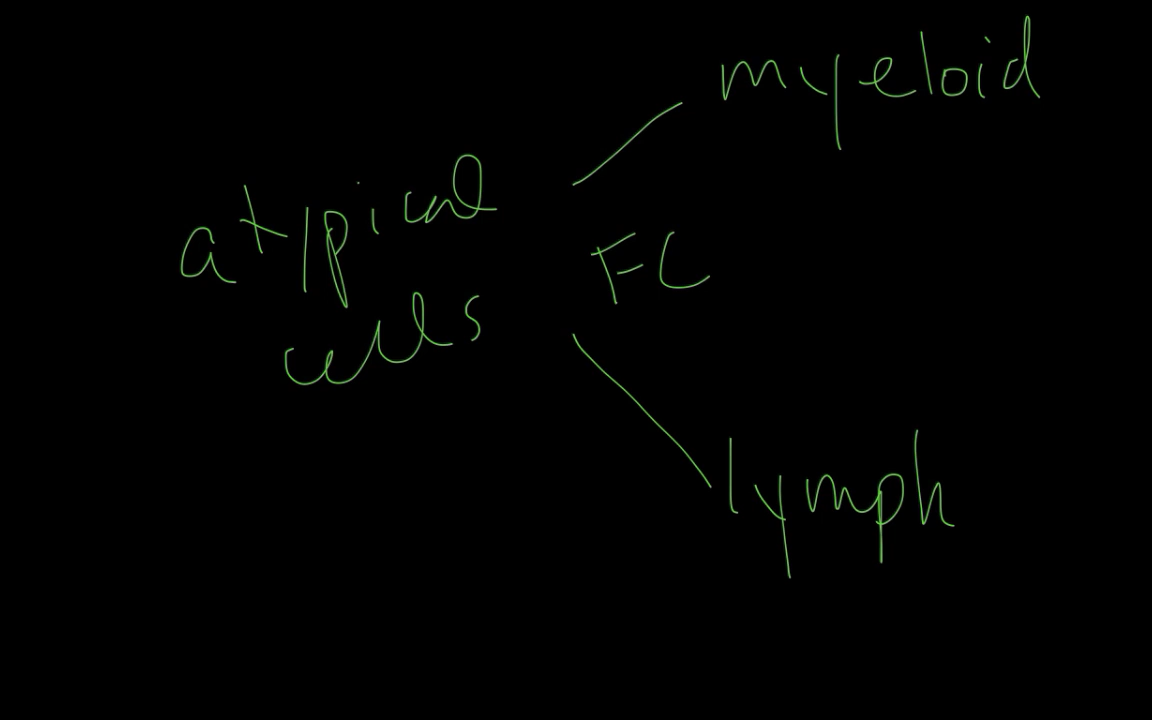 myeloid
atypical
FC
cells
lymph